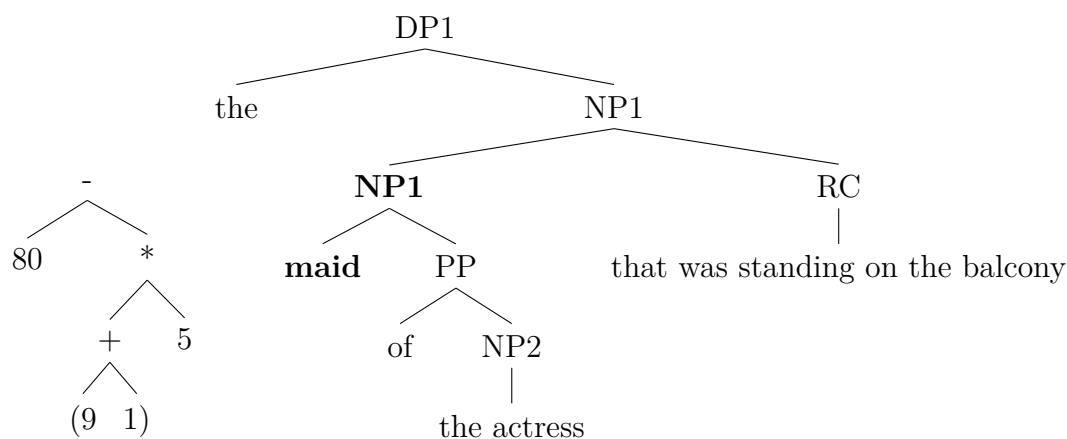 DP1
the NP1
- NP1 RC
80 * maid PP that was standing on the balcony
+ 5 of NP2
(9 1) the actress